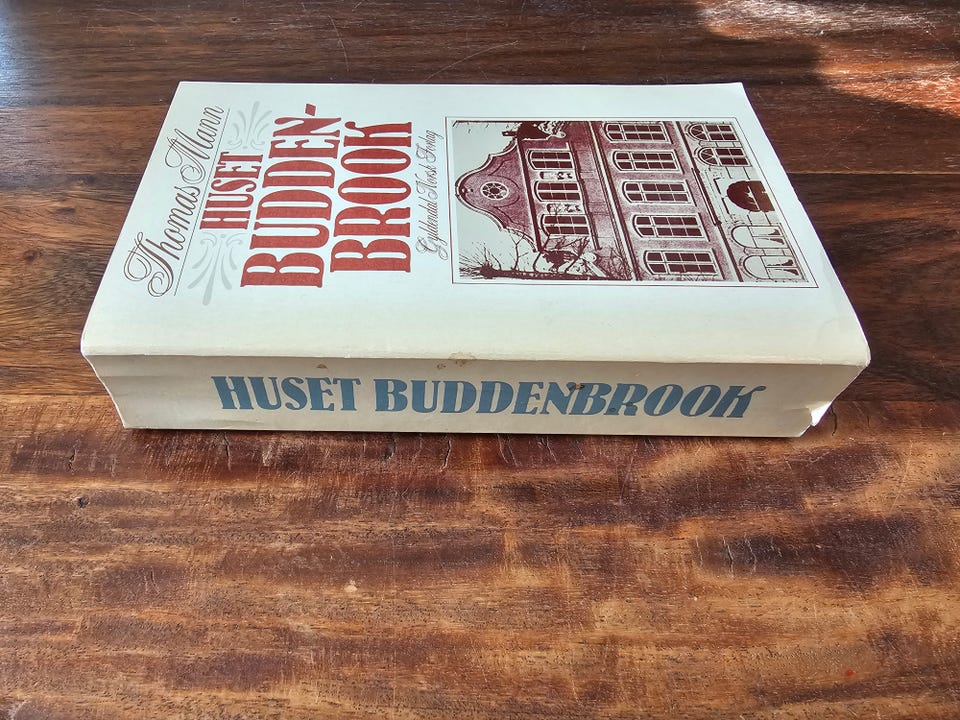 Thomas Mann
HUSET
BUDDEN-
BROOK
Gyldendal Norsk Forlag
HUSET BUDDENBROOK